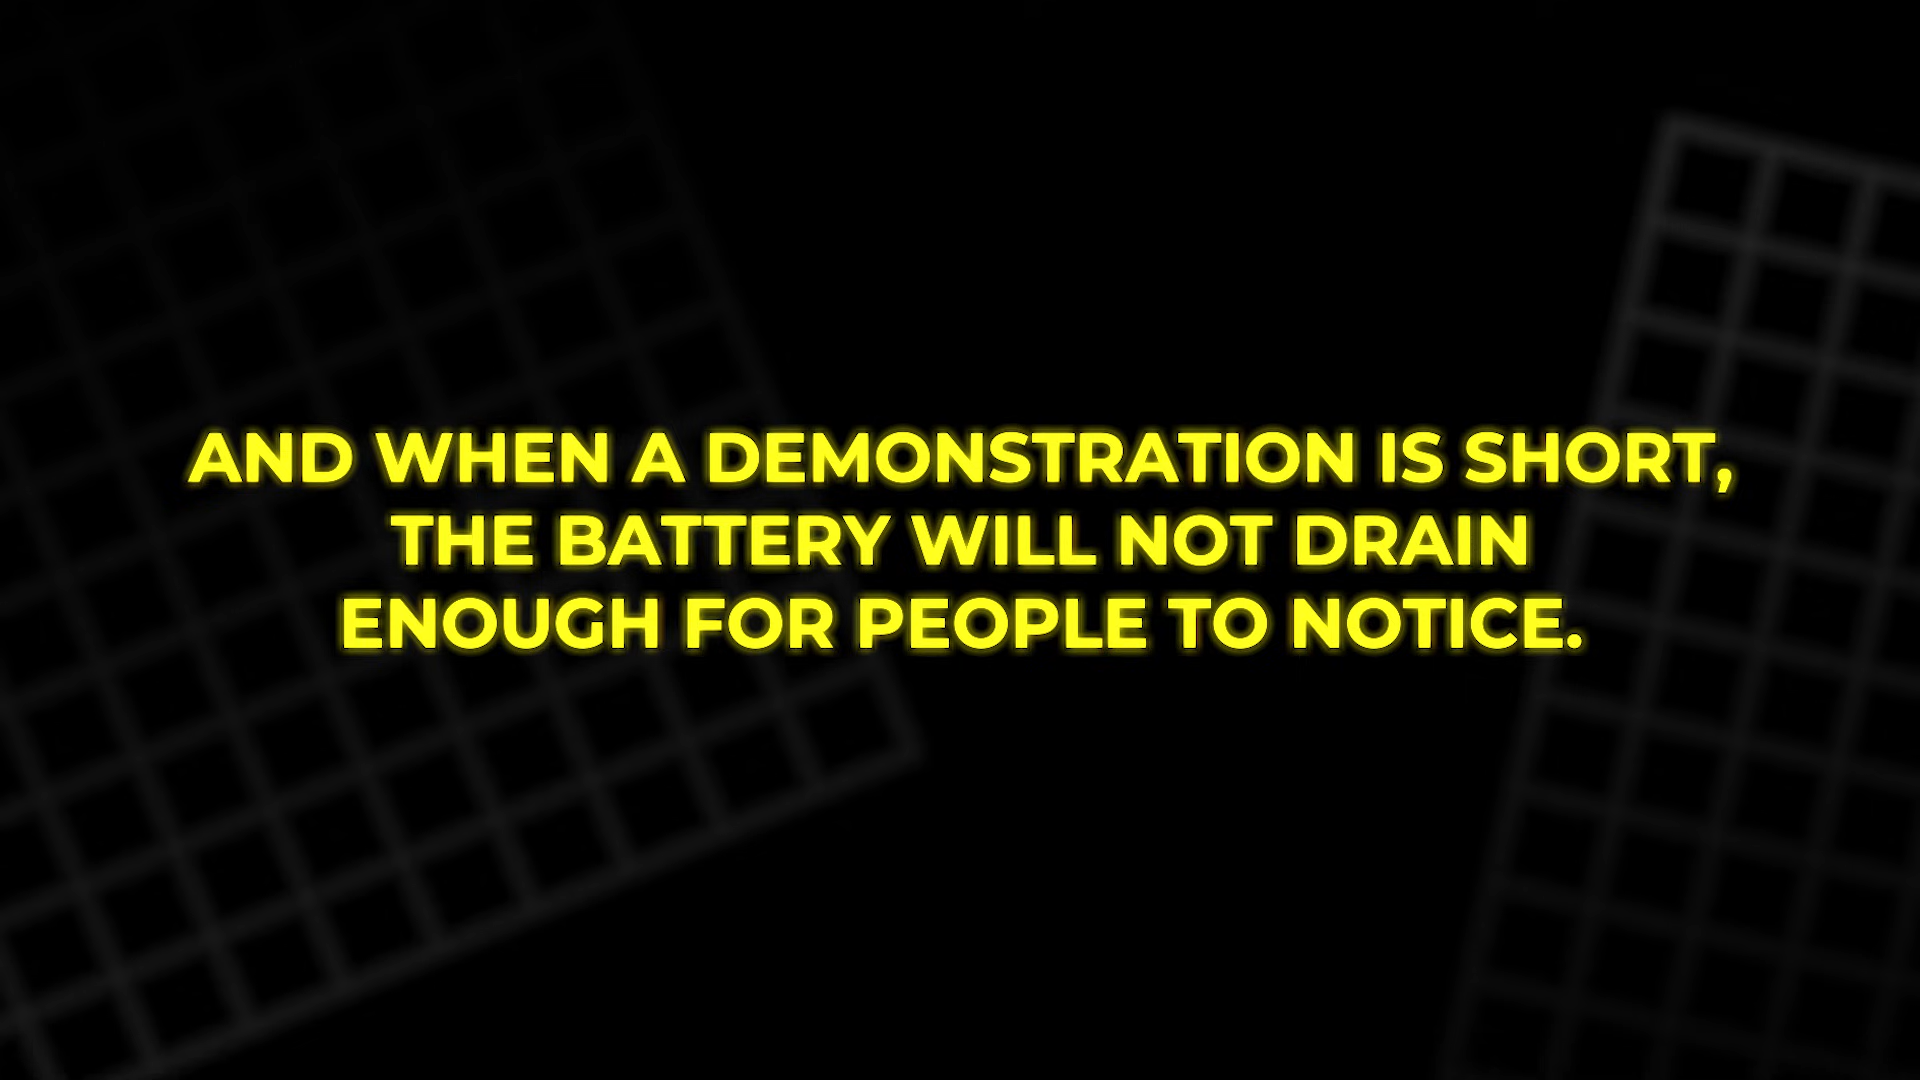 AND WHEN A DEMONSTRATION IS SHORT,
THE BATTERY WILL NOT DRAIN
ENOUGH FOR PEOPLE TO NOTICE.